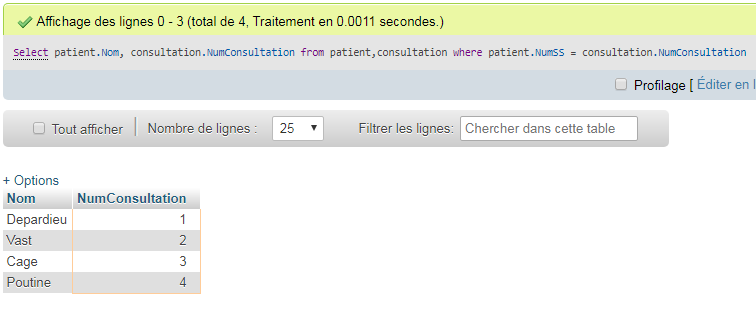 Affichage des lignes 0 - 3 (total de 4, Traitement en 0.0011 secondes.)
Select patient.Nom, consultation.NumConsultation from patient,consultation where patient.NumSS = consultation.NumConsultation
Profilage [ Éditer en l
Tout afficher Nombre de lignes : 25 Filtrer les lignes: Chercher dans cette table
+ Options
Nom NumConsultation
Depardieu 1
Vast 2
Cage 3
Poutine 4